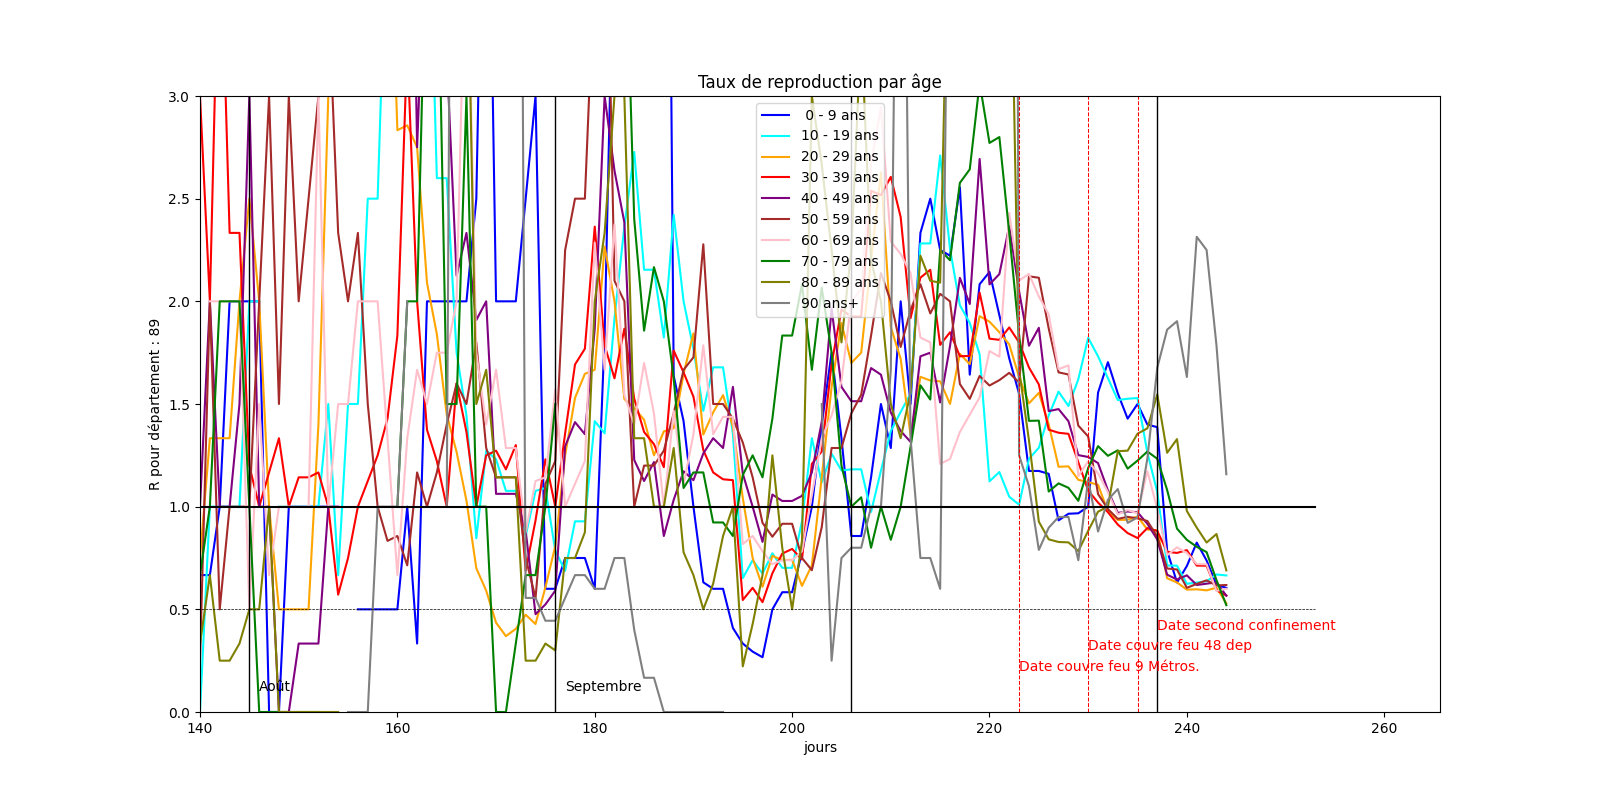 Taux de reproduction par âge
R pour département : 89
3.0
2.5
2.0
1.5
1.0
0.5
0.0
0 - 9 ans
10 - 19 ans
20 - 29 ans
30 - 39 ans
40 - 49 ans
50 - 59 ans
60 - 69 ans
70 - 79 ans
80 - 89 ans
90 ans+
Date second confinement
Date couvre feu 48 dep
Date couvre feu 9 Métros.
Août
Septembre
140
160
180
200
220
240
260
jours